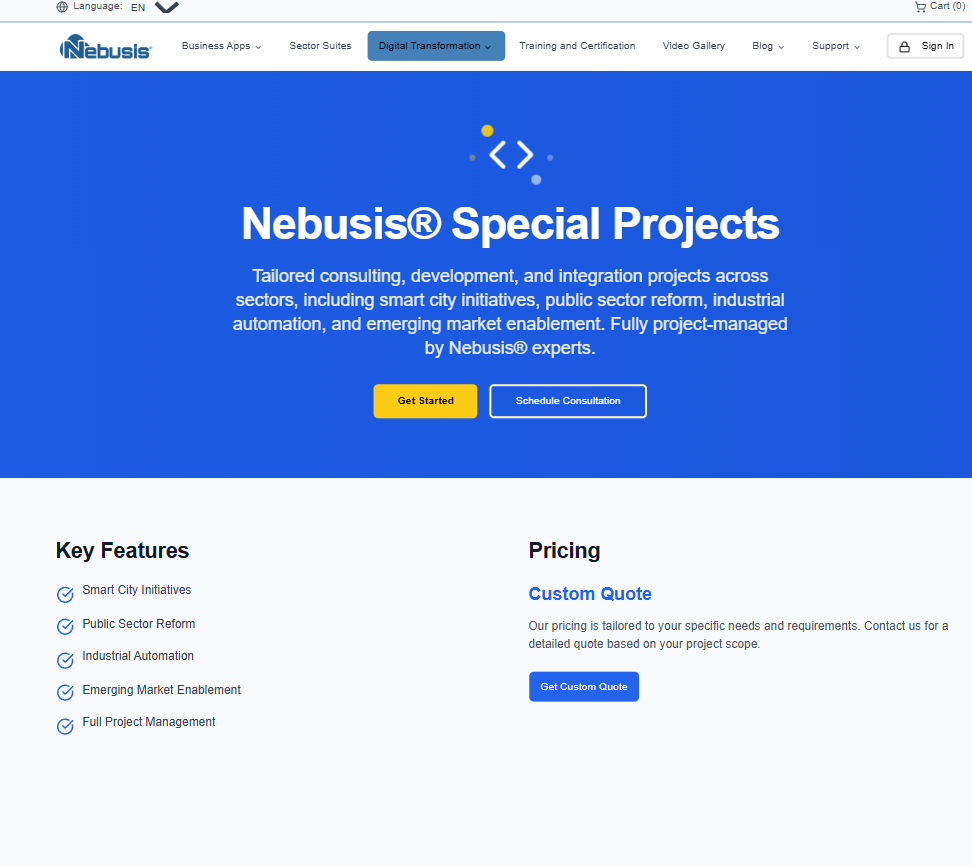 Language: EN
Cart (0)
Nebusis®
Business Apps
Sector Suites
Digital Transformation
Training and Certification
Video Gallery
Blog
Support
Sign In
Nebusis® Special Projects
Tailored consulting, development, and integration projects across
sectors, including smart city initiatives, public sector reform, industrial
automation, and emerging market enablement. Fully project-managed
by Nebusis® experts.
Get Started
Schedule Consultation
Key Features
Smart City Initiatives
Public Sector Reform
Industrial Automation
Emerging Market Enablement
Full Project Management
Pricing
Custom Quote
Our pricing is tailored to your specific needs and requirements. Contact us for a
detailed quote based on your project scope.
Get Custom Quote